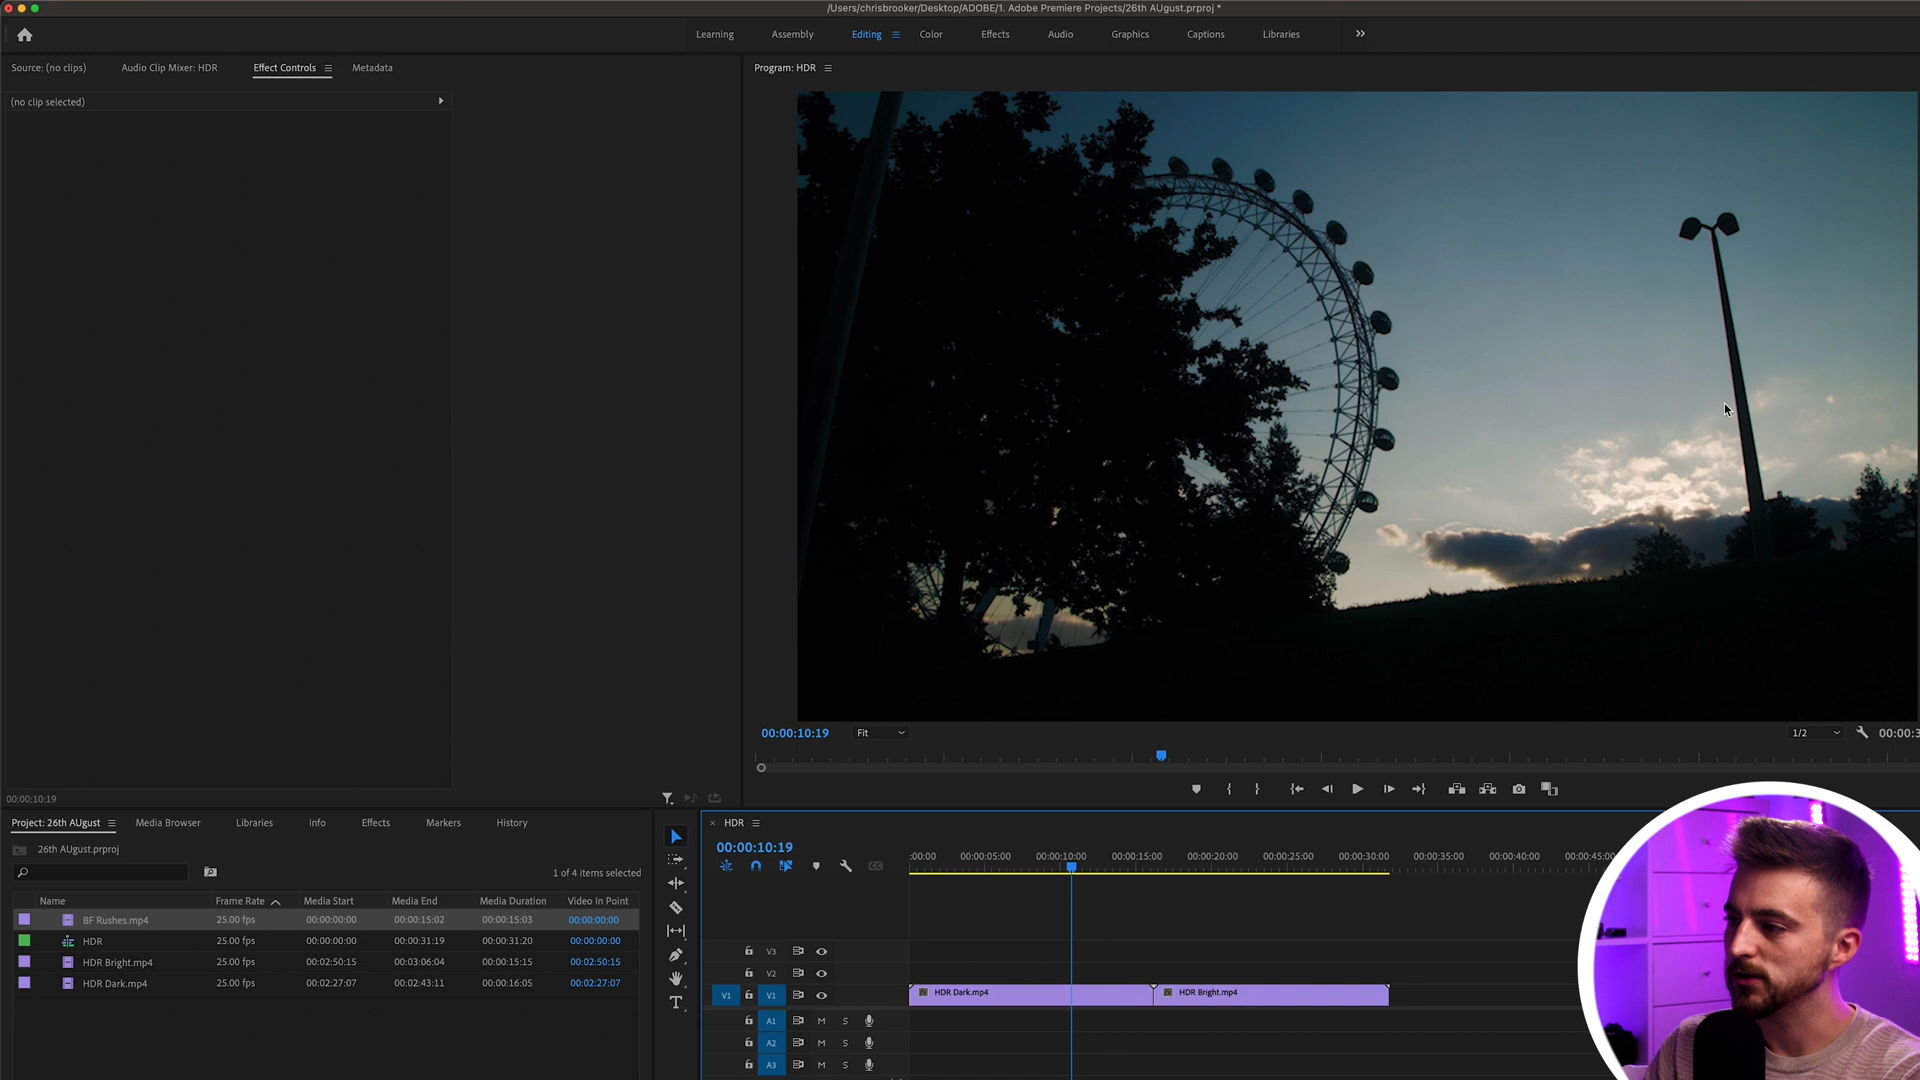 /Users/chrisbrooker/Desktop/ADOBE/1. Adobe Premiere Projects/26th AUgust.prproj *
Learning Assembly Editing Color Effects Audio Graphics Captions Libraries
Source: (no clips) Audio Clip Mixer: HDR Effect Controls Metadata
Program: HDR
(no clip selected)
00:00:10:19 Fit 1/2 00:00:3
00:00:10:19
Project: 26th AUgust Media Browser Libraries Info Effects Markers History
26th AUgust.prproj
1 of 4 items selected
Name Frame Rate Media Start Media End Media Duration Video In Point
BF Rushes.mp4 25.00 fps 00:00:00:00 00:00:15:02 00:00:15:03 00:00:00:00
HDR 25.00 fps 00:00:00:00 00:00:31:19 00:00:31:20 00:00:00:00
HDR Bright.mp4 25.00 fps 00:02:50:15 00:03:06:04 00:00:15:15 00:02:50:15
HDR Dark.mp4 25.00 fps 00:02:27:07 00:02:43:11 00:00:16:05 00:02:27:07
HDR
00:00:10:19
:00:00 00:00:05:00 00:00:10:00 00:00:15:00 00:00:20:00 00:00:25:00 00:00:30:00 00:00:35:00 00:00:40:00 00:00:45:00
V3
V2
V1 V1 HDR Dark.mp4 HDR Bright.mp4
A1 M S
A2 M S
A3 M S